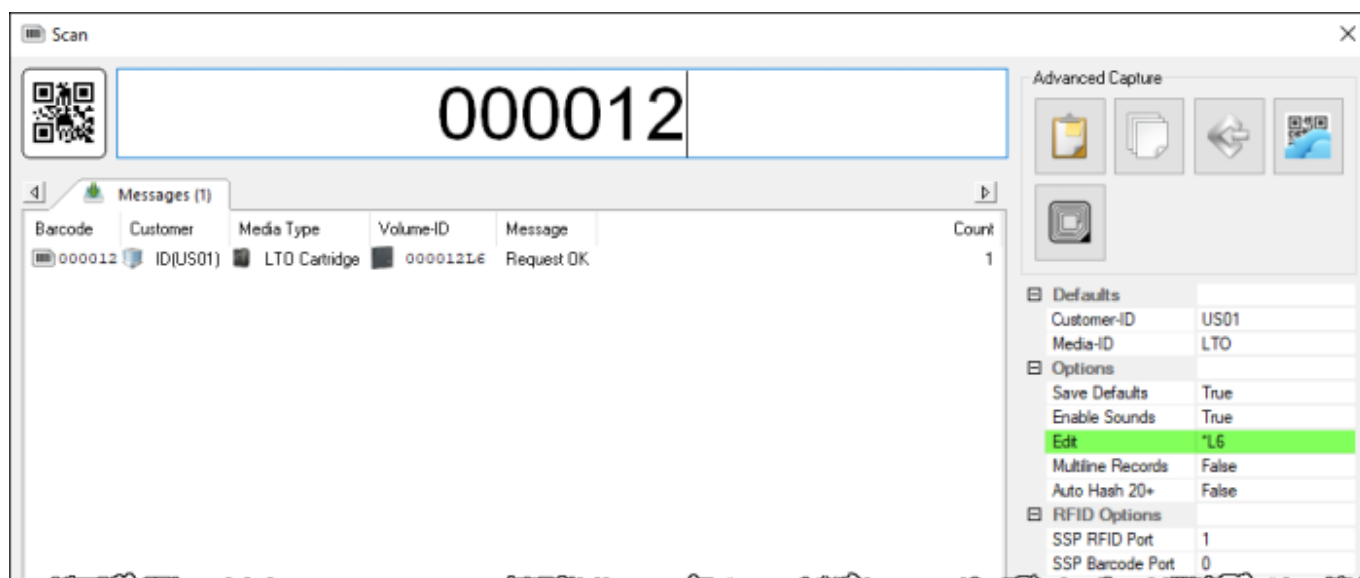 Scan
000012
Advanced Capture
Messages (1)
Barcode Customer Media Type Volume-ID Message Count
000012 ID(US01) LTO Cartridge 000012L6 Request OK 1
Defaults
Customer-ID US01
Media-ID LTO
Options
Save Defaults True
Enable Sounds True
Edit *L6
Multiline Records False
Auto Hash 20+ False
RFID Options
SSP RFID Port 1
SSP Barcode Port 0